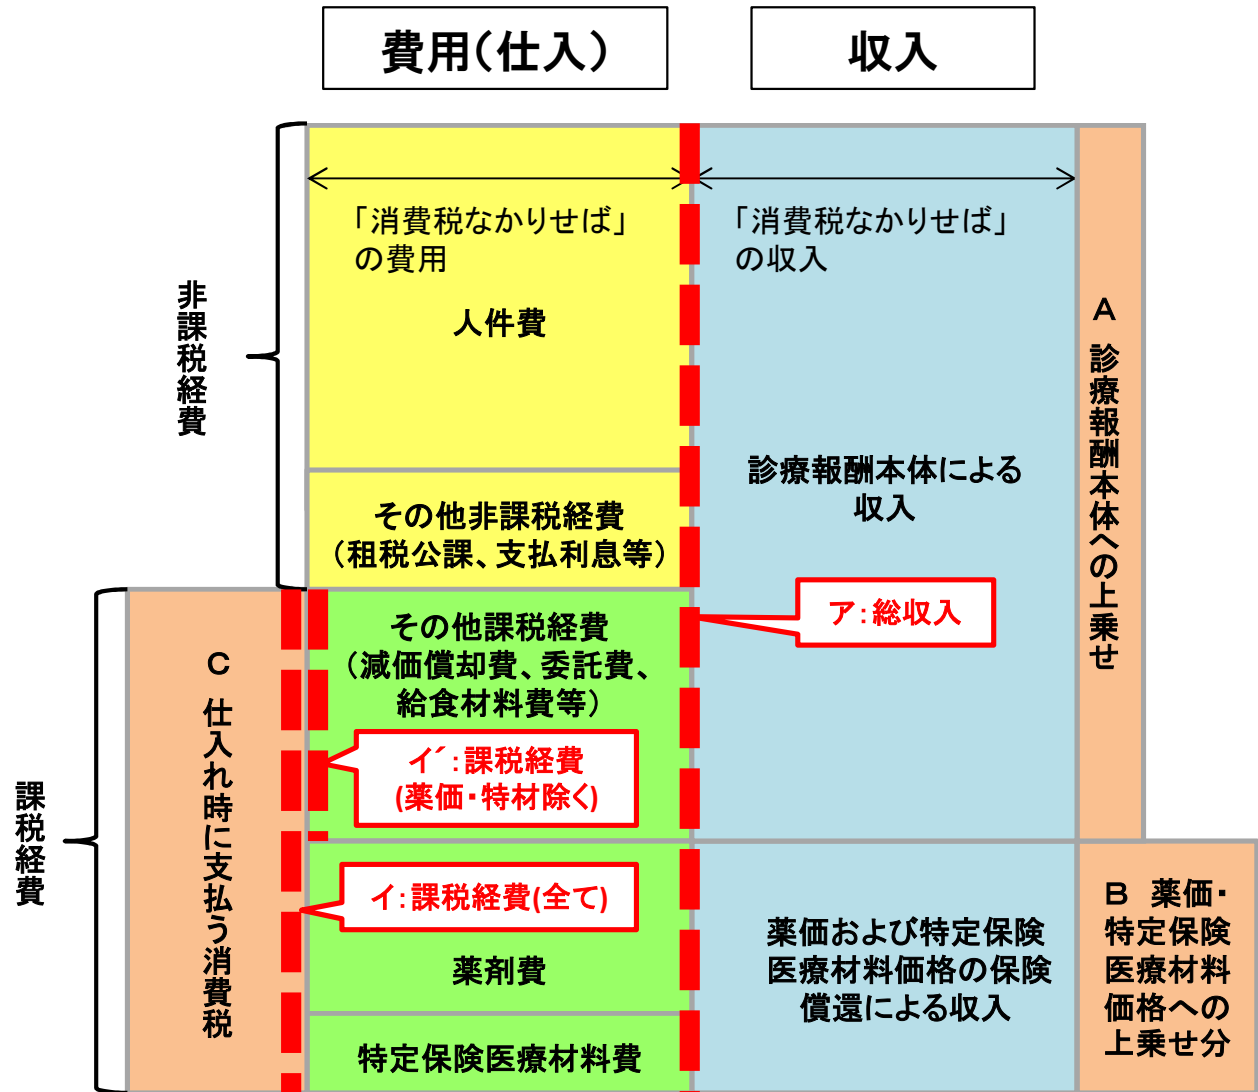 費用(仕入)
収入
「消費税なかりせば」
の費用
「消費税なかりせば」
の収入
非課税経費
人件費
A 診療報酬本体への上乗せ
診療報酬本体による
収入
その他非課税経費
(租税公課、支払利息等)
ア:総収入
その他課税経費
(減価償却費、委託費、
給食材料費等)
C 仕入れ時に支払う消費税
イ´:課税経費
(薬価・特材除く)
課税経費
イ:課税経費(全て)
薬剤費
薬価および特定保険
医療材料価格の保険
償還による収入
B 薬価・
特定保険
医療材料
価格への
上乗せ分
特定保険医療材料費